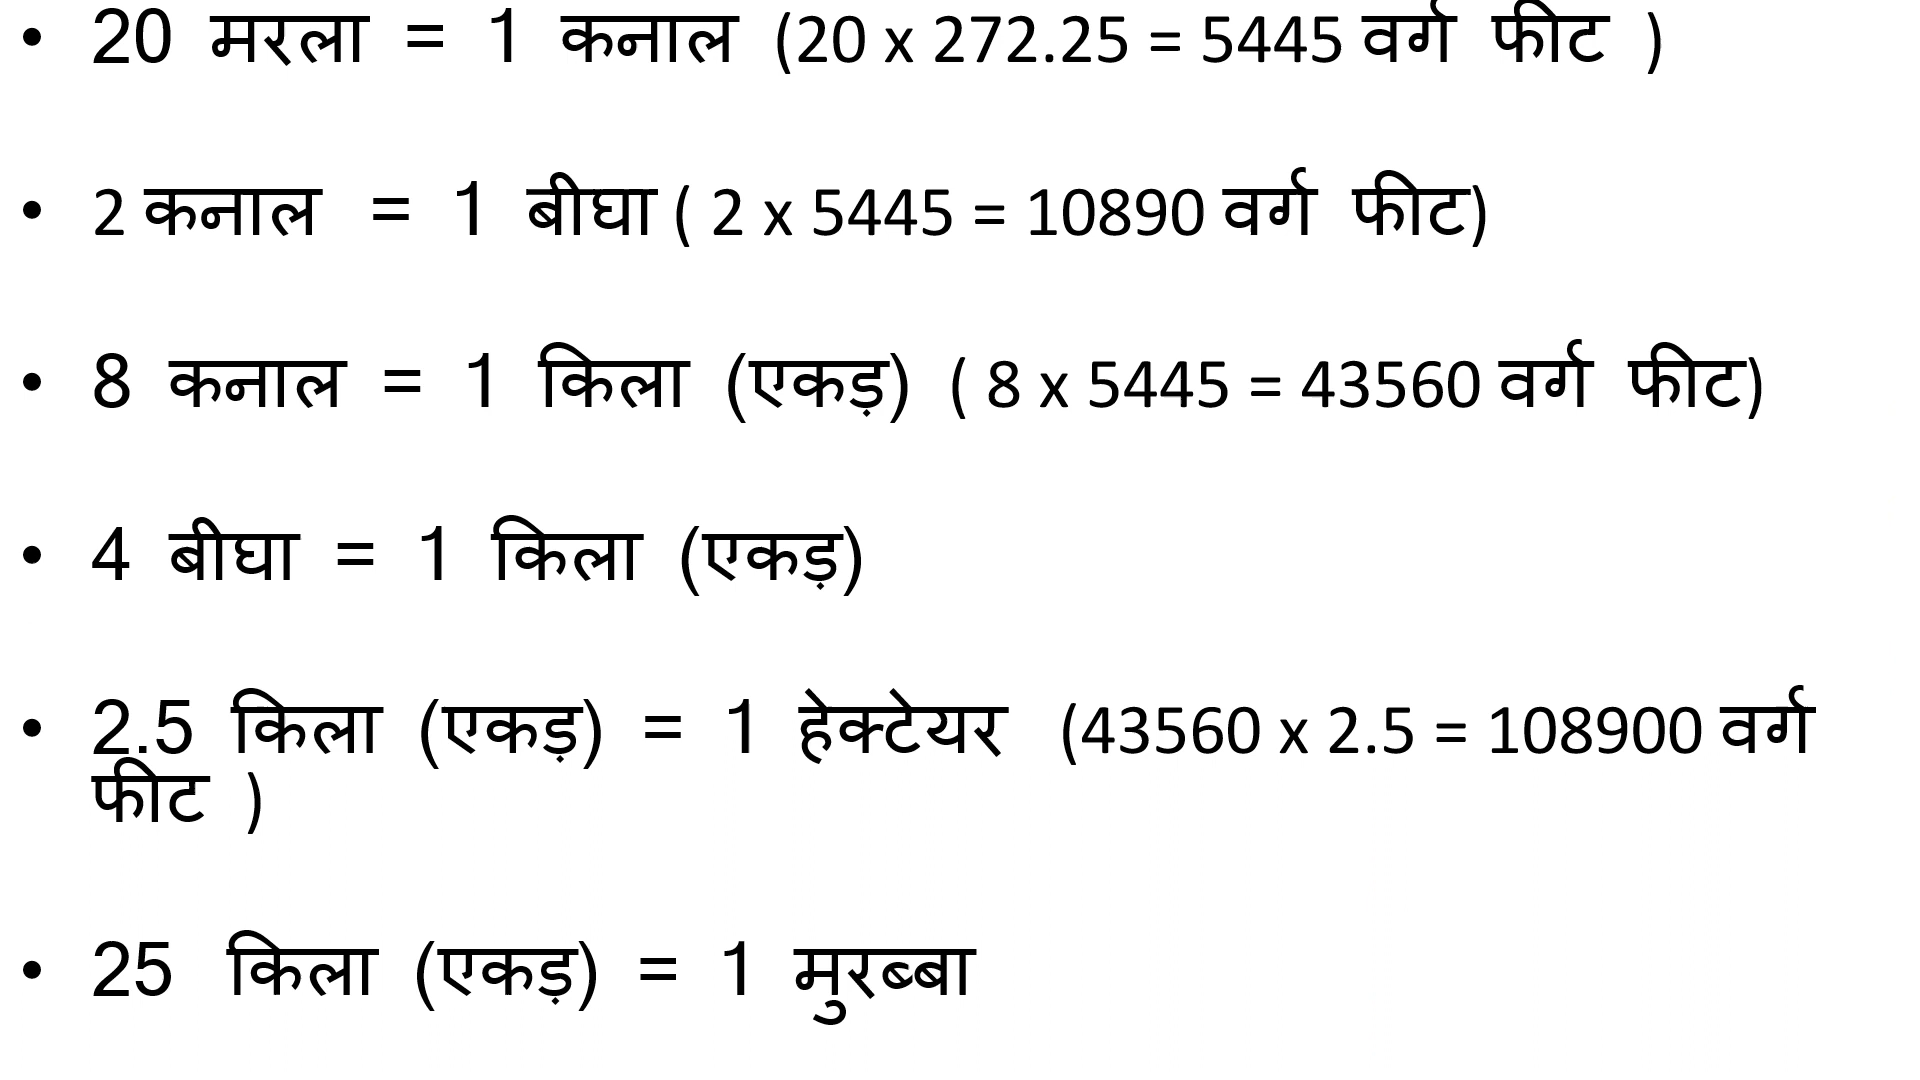 • 20 मरला = 1 कनाल (20 x 272.25 = 5445 वर्ग फीट )
• 2 कनाल = 1 बीघा ( 2 x 5445 = 10890 वर्ग फीट)
• 8 कनाल = 1 किला (एकड़) ( 8 x 5445 = 43560 वर्ग फीट)
• 4 बीघा = 1 किला (एकड़)
• 2.5 किला (एकड़) = 1 हेक्टेयर (43560 x 2.5 = 108900 वर्ग
फीट )
• 25 किला (एकड़) = 1 मुरब्बा